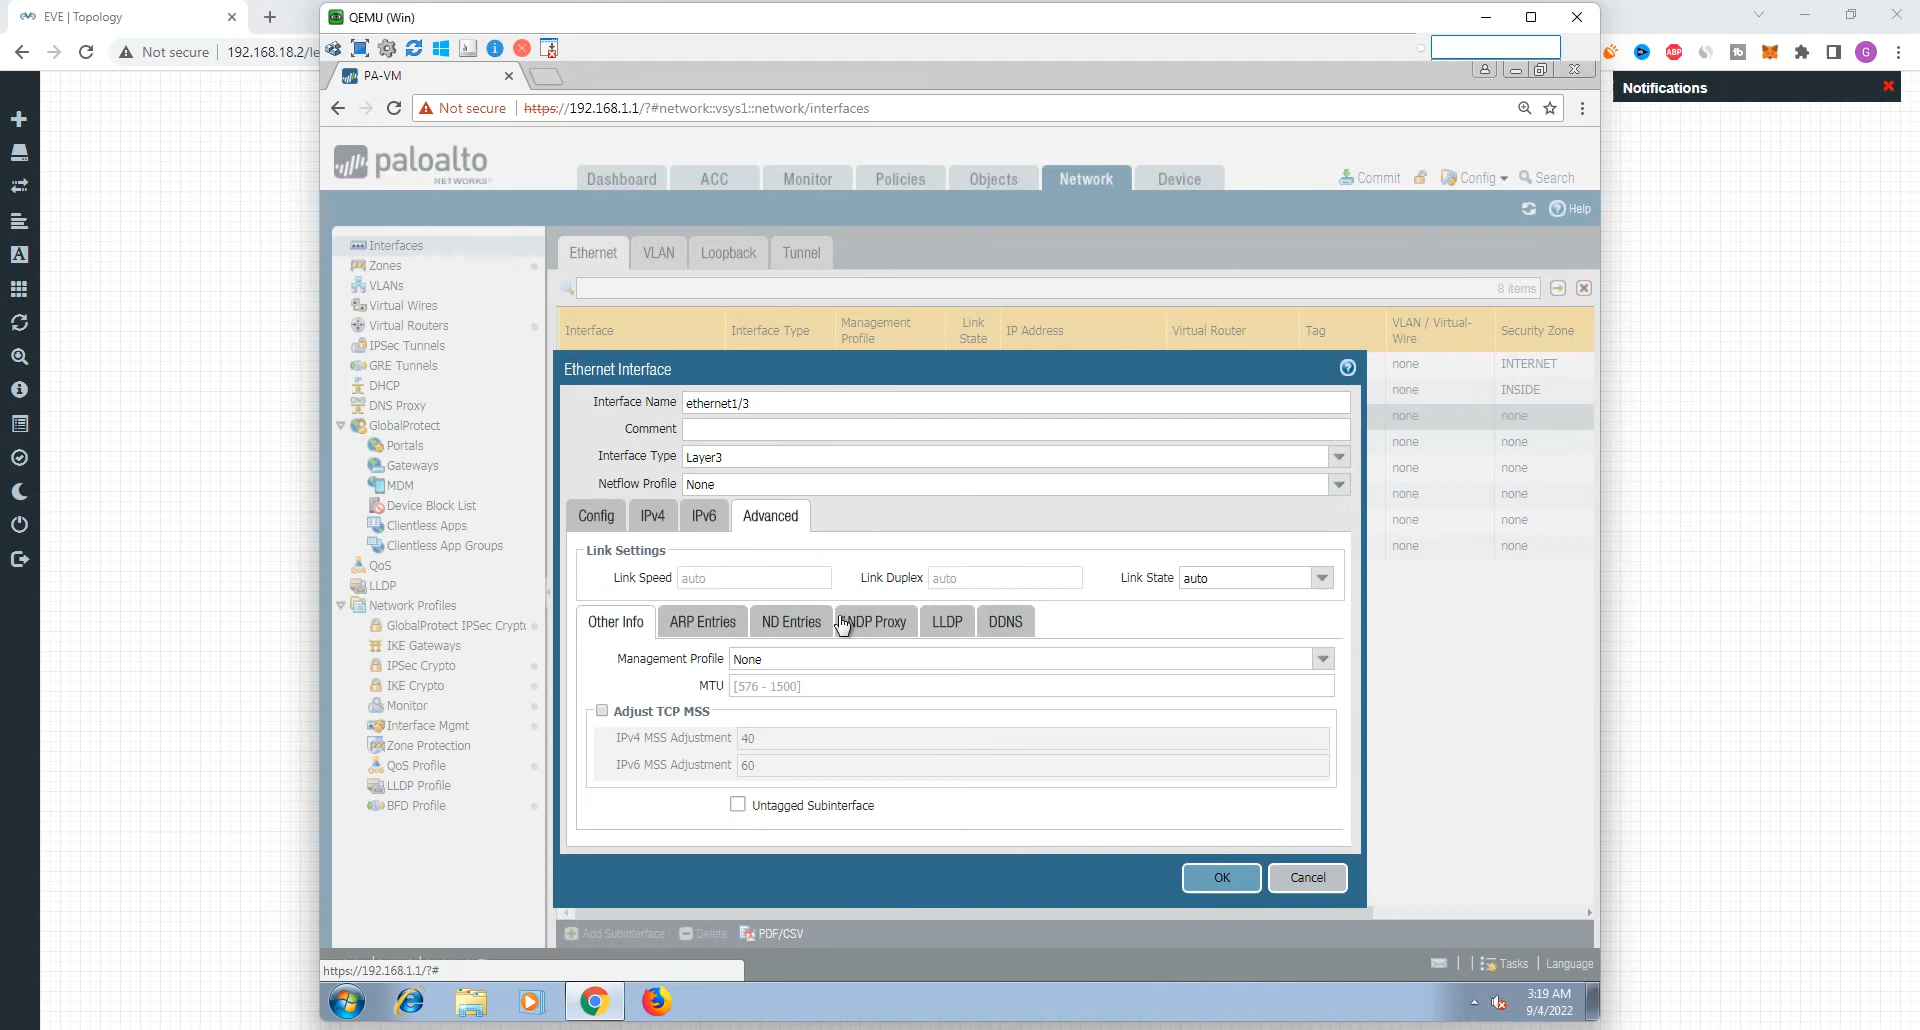 EVE | Topology
QEMU (Win)
Not secure
192.168.18.2/le
PA-VM
Not secure
https://192.168.1.1/?#network::vsys1::network/interfaces
Notifications
paloalto
NETWORKS
Dashboard
ACC
Monitor
Policies
Objects
Network
Device
Commit
Config
Search
Help
Interfaces
Zones
VLANs
Virtual Wires
Virtual Routers
IPSec Tunnels
GRE Tunnels
DHCP
DNS Proxy
GlobalProtect
Portals
Gateways
MDM
Device Block List
Clientless Apps
Clientless App Groups
QoS
LLDP
Network Profiles
GlobalProtect IPSec Crypto
IKE Gateways
IPSec Crypto
IKE Crypto
Monitor
Interface Mgmt
Zone Protection
QoS Profile
LLDP Profile
BFD Profile
Ethernet
VLAN
Loopback
Tunnel
8 items
Interface
Interface Type
Management Profile
Link State
IP Address
Virtual Router
Tag
VLAN / Virtual-Wire
Security Zone
none INTERNET
none INSIDE
none none
none none
none none
none none
none none
none none
Ethernet Interface
Interface Name ethernet1/3
Comment
Interface Type Layer3
Netflow Profile None
Config
IPv4
IPv6
Advanced
Link Settings
Link Speed auto
Link Duplex auto
Link State auto
Other Info
ARP Entries
ND Entries
NDP Proxy
LLDP
DDNS
Management Profile None
MTU [576 - 1500]
Adjust TCP MSS
IPv4 MSS Adjustment 40
IPv6 MSS Adjustment 60
Untagged Subinterface
OK
Cancel
Add Subinterface
Delete
PDF/CSV
https://192.168.1.1/?#
Tasks
Language
3:19 AM
9/4/2022